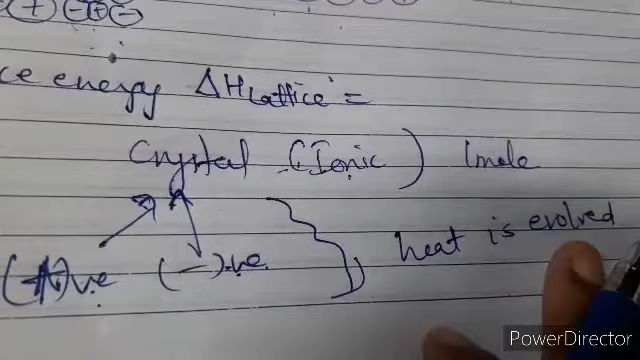 (+) (-)(+)(-)
ce energy ΔHLattice =
Crystal (Ionic) 1mole
(+)ve (-)ve heat is evolved
PowerDirector